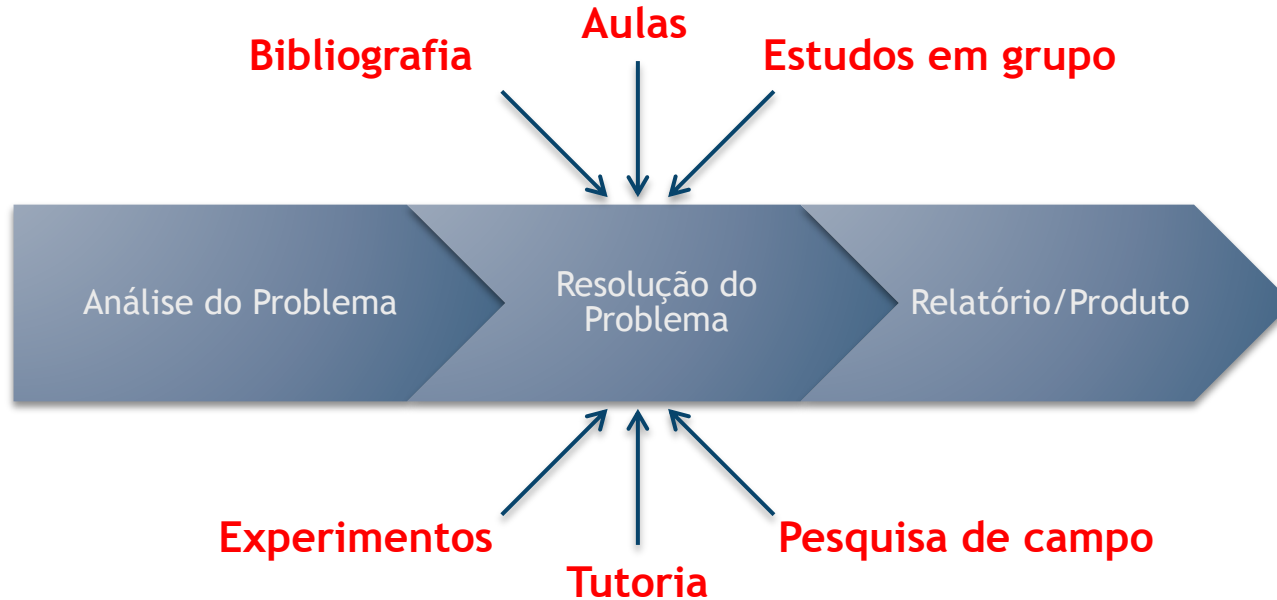 Aulas
Bibliografia
Estudos em grupo
Análise do Problema
Resolução do
Problema
Relatório/Produto
Experimentos
Pesquisa de campo
Tutoria